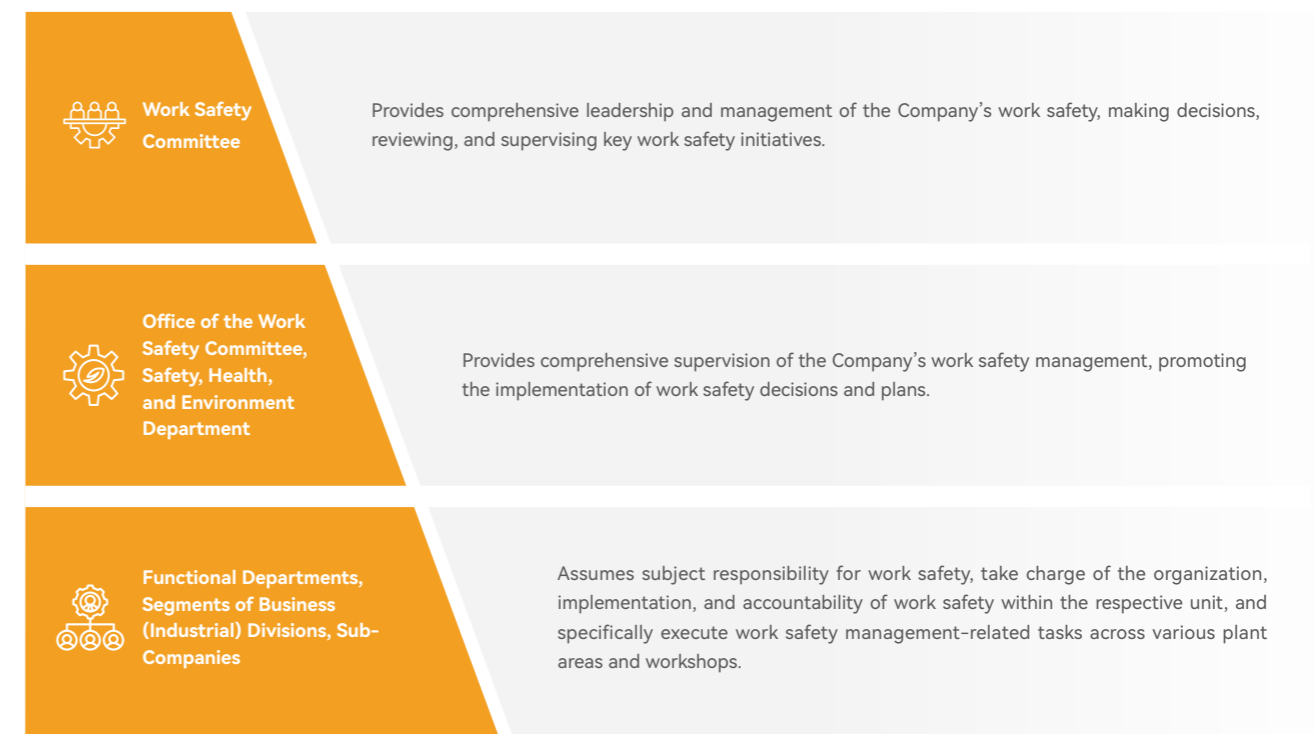 Work Safety
Committee
Provides comprehensive leadership and management of the Company’s work safety, making decisions,
reviewing, and supervising key work safety initiatives.
Office of the Work
Safety Committee,
Safety, Health,
and Environment
Department
Provides comprehensive supervision of the Company’s work safety management, promoting
the implementation of work safety decisions and plans.
Functional Departments,
Segments of Business
(Industrial) Divisions, Sub-
Companies
Assumes subject responsibility for work safety, take charge of the organization,
implementation, and accountability of work safety within the respective unit, and
specifically execute work safety management-related tasks across various plant
areas and workshops.